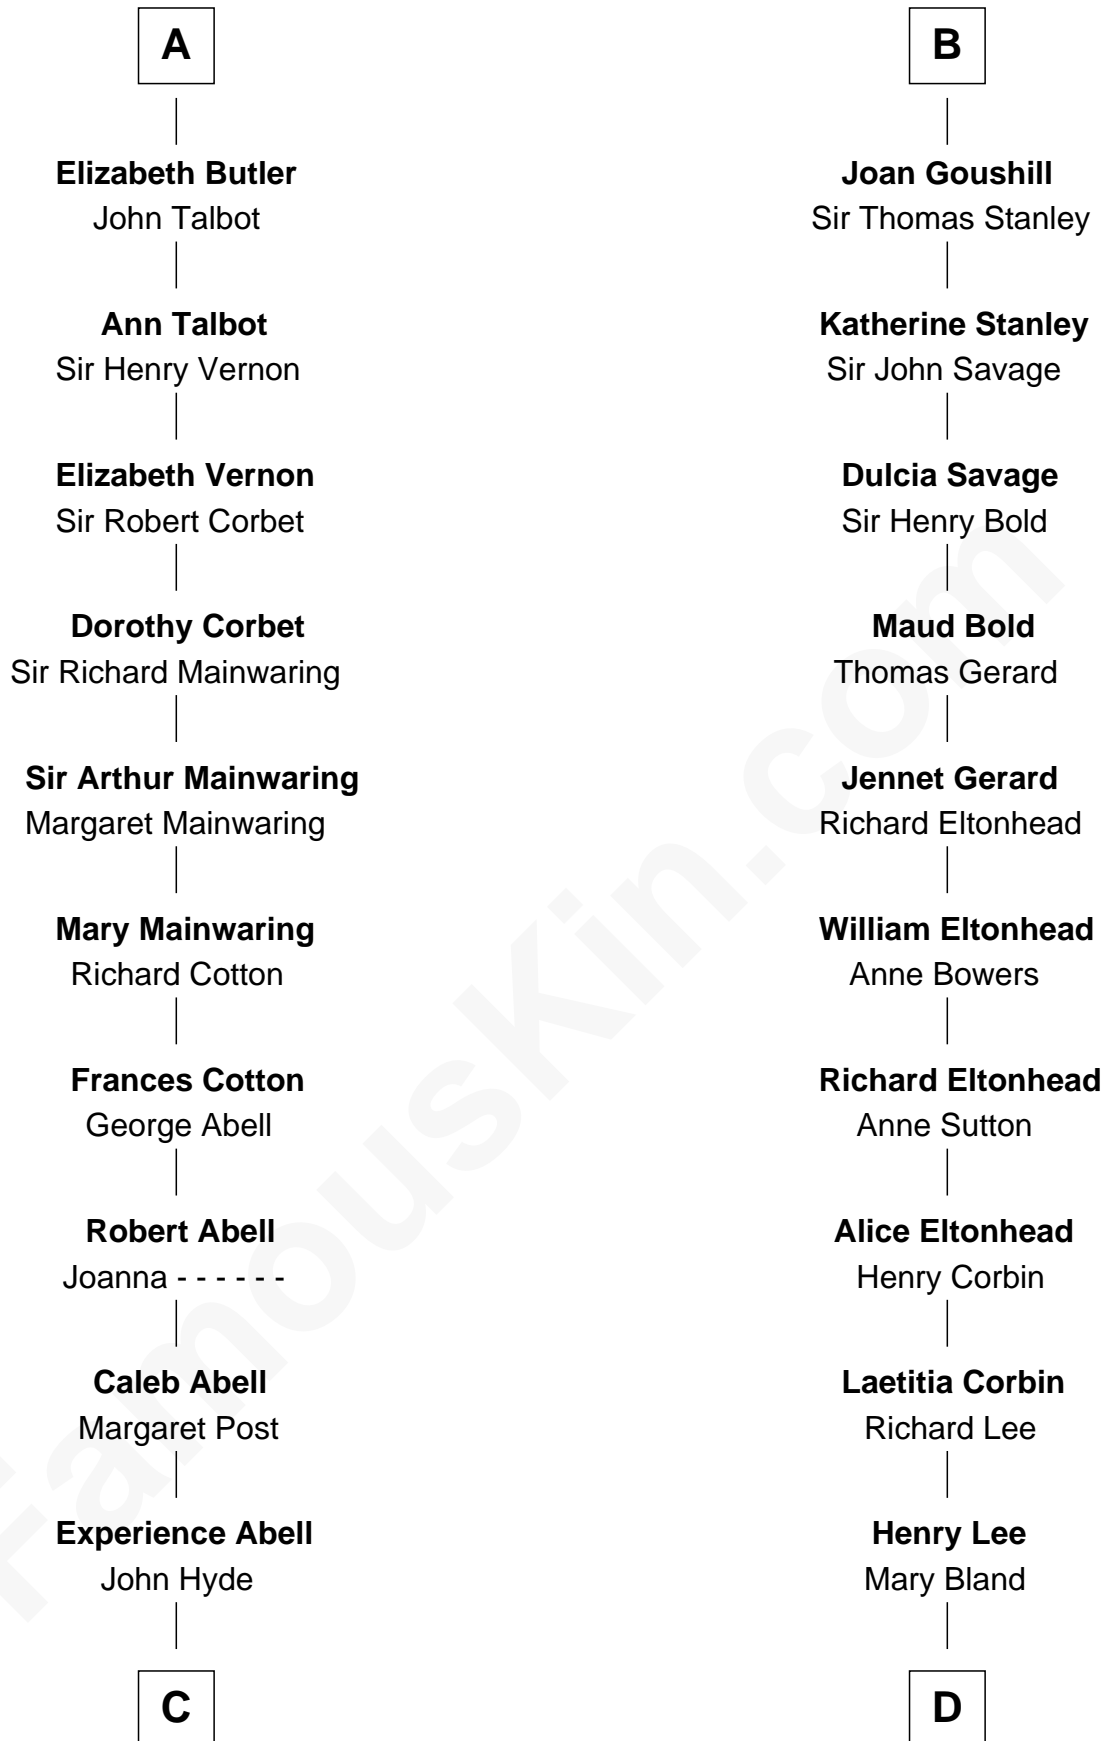 A
Elizabeth Butler
John Talbot
Ann Talbot
Sir Henry Vernon
Elizabeth Vernon
Sir Robert Corbet
Dorothy Corbet
Sir Richard Mainwaring
Sir Arthur Mainwaring
Margaret Mainwaring
Mary Mainwaring
Richard Cotton
Frances Cotton
George Abell
Robert Abell
Joanna - - - - - -
Caleb Abell
Margaret Post
Experience Abell
John Hyde
C
B
Joan Goushill
Sir Thomas Stanley
Katherine Stanley
Sir John Savage
Dulcia Savage
Sir Henry Bold
Maud Bold
Thomas Gerard
Jennet Gerard
Richard Eltonhead
William Eltonhead
Anne Bowers
Richard Eltonhead
Anne Sutton
Alice Eltonhead
Henry Corbin
Laetitia Corbin
Richard Lee
Henry Lee
Mary Bland
D
FamousKin.com